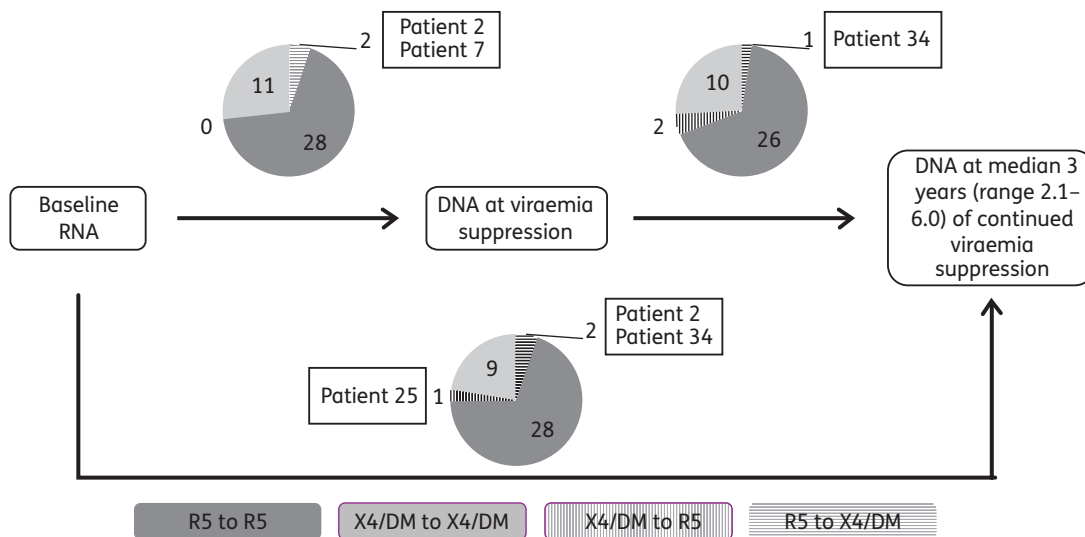 2
Patient 2
Patient 7
11
0
28
1
Patient 34
10
2
26
Baseline
RNA
DNA at viraemia
suppression
DNA at median 3
years (range 2.1–
6.0) of continued
viraemia
suppression
2
Patient 2
Patient 34
9
Patient 25
1
28
R5 to R5
X4/DM to X4/DM
X4/DM to R5
R5 to X4/DM